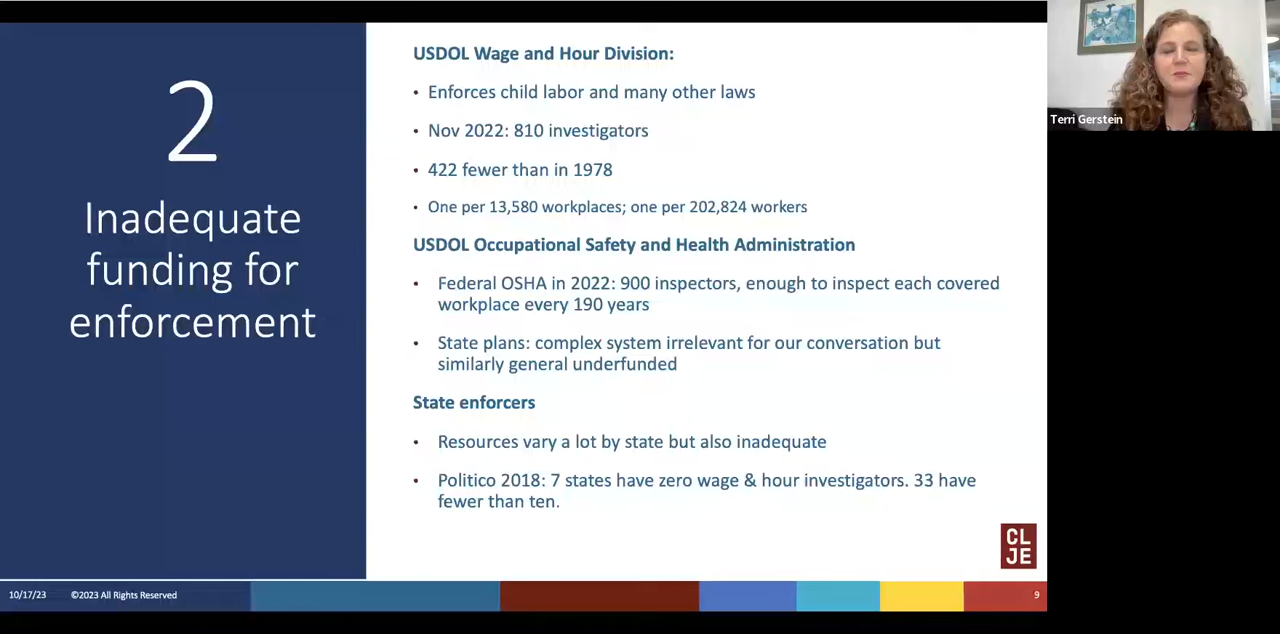 2
Inadequate
funding for
enforcement
USDOL Wage and Hour Division:
• Enforces child labor and many other laws
• Nov 2022: 810 investigators
• 422 fewer than in 1978
• One per 13,580 workplaces; one per 202,824 workers
USDOL Occupational Safety and Health Administration
• Federal OSHA in 2022: 900 inspectors, enough to inspect each covered
workplace every 190 years
• State plans: complex system irrelevant for our conversation but
similarly general underfunded
State enforcers
• Resources vary a lot by state but also inadequate
• Politico 2018: 7 states have zero wage & hour investigators. 33 have
fewer than ten.
CL
JE
10/17/23 ©2023 All Rights Reserved
9
Terri Gerstein